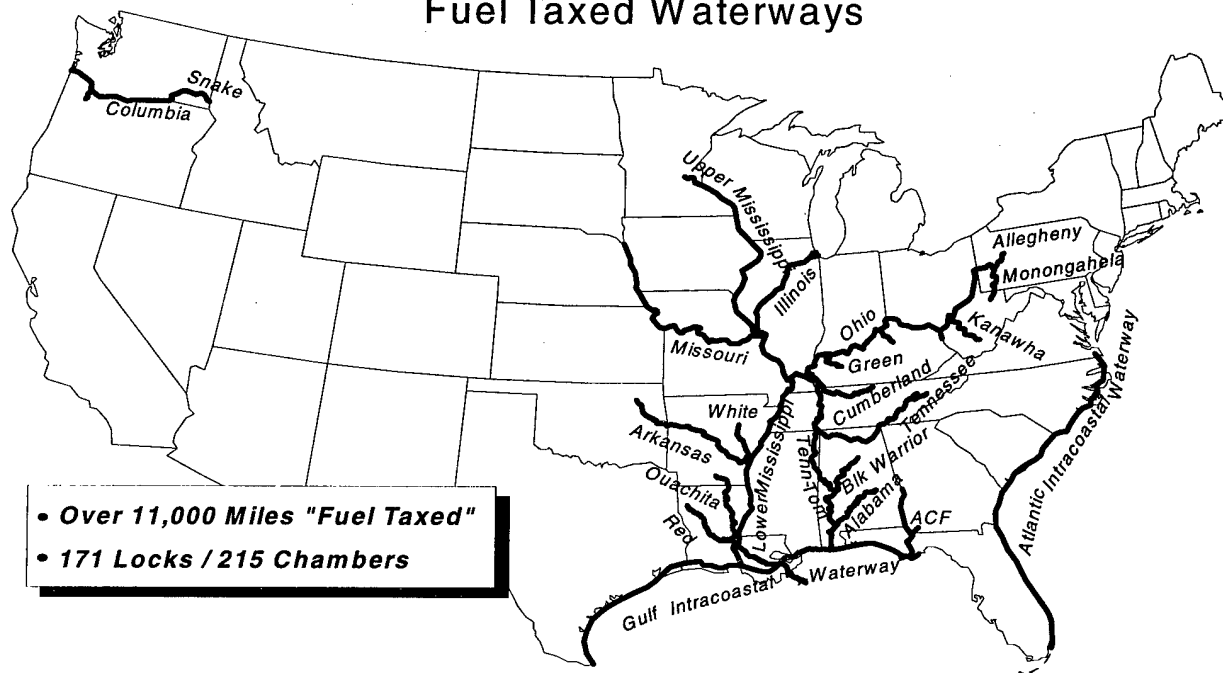 Fuel Taxed Waterways
Snake
Columbia
Upper Mississippi
Illinois
Allegheny
Monongahela
Ohio
Kanawha
Missouri
Green
Cumberland
Tennessee
White
Arkansas
Ouachita
Red
Lower Mississippi
Tenn-Tom
Blk Warrior
Alabama
ACF
Atlantic Intracoastal Waterway
Gulf Intracoastal Waterway
• Over 11,000 Miles "Fuel Taxed"
• 171 Locks / 215 Chambers